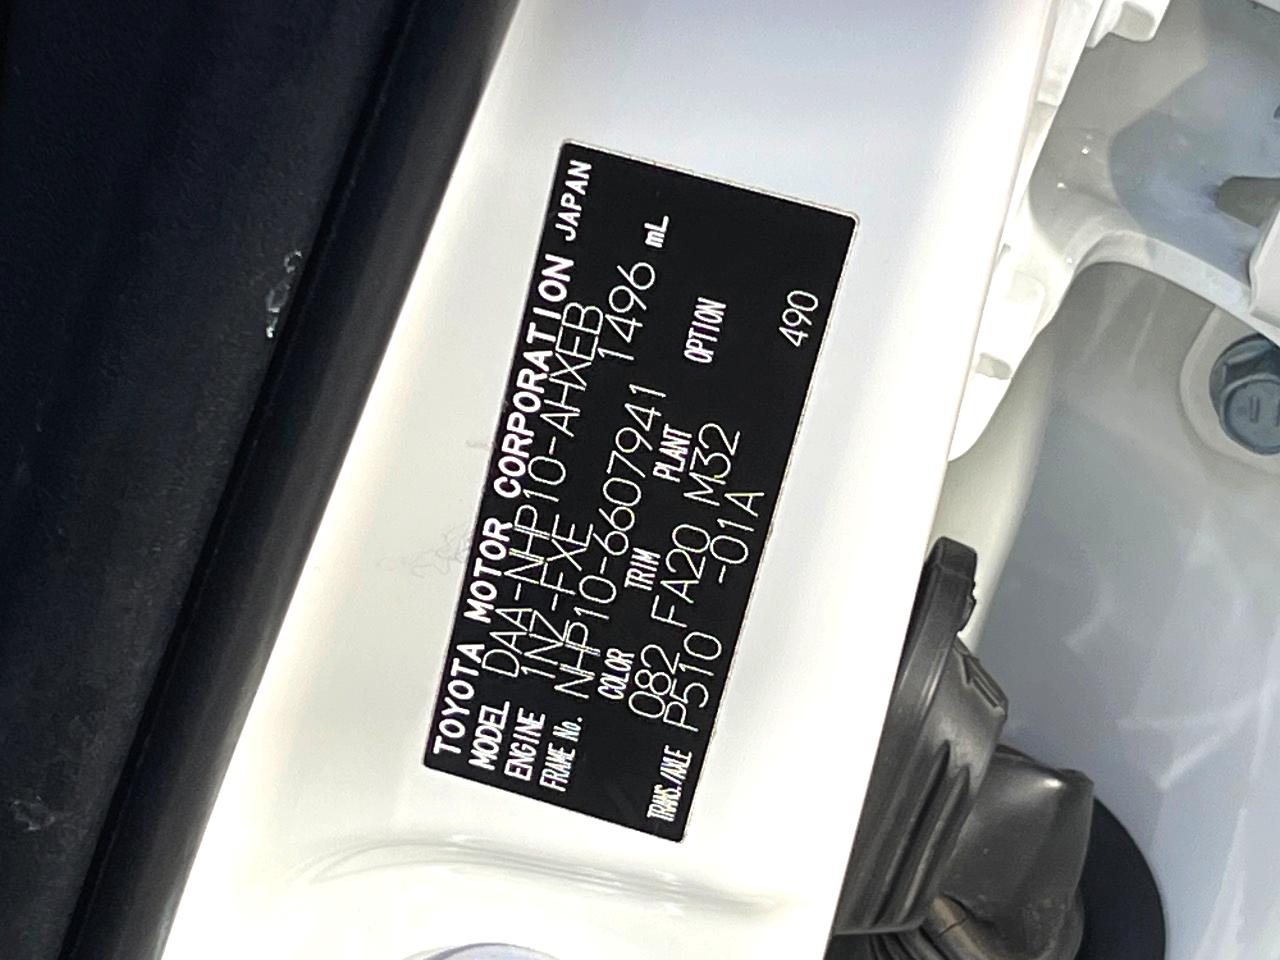 TOYOTA MOTOR CORPORATION JAPAN
MODEL DAA-NHP10-AHXEB
ENGINE 1NZ-FXE 1496 mL
FRAME No. NHP10-6607941
COLOR TRIM PLANT OPTION
082 FA20 M32
TRANS./AXLE P510 -01A 490